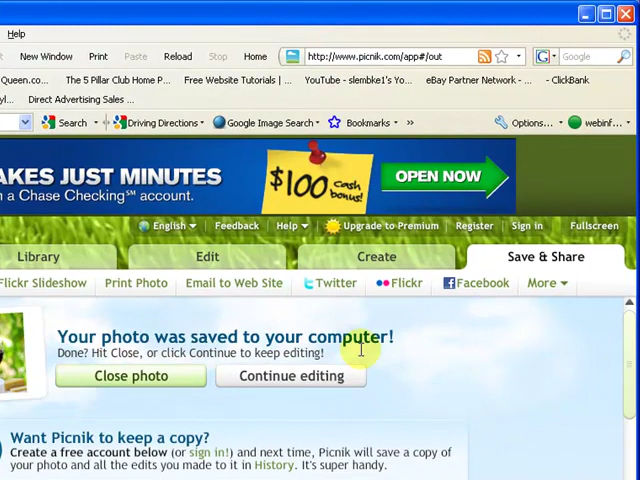 Help
New Window Print Paste Reload Stop Home http://www.picnik.com/app#/out Google
Queen.co... The 5 Pillar Club Home P... Free Website Tutorials | ... YouTube - slembke1's Yo... eBay Partner Network - ... - ClickBank
yl... Direct Advertising Sales ...
Search Driving Directions Google Image Search Bookmarks » Options... webinf...
AKES JUST MINUTES
n a Chase Checking℠ account.
$100 cash bonus!
OPEN NOW
English Feedback Help Upgrade to Premium Register Sign in Fullscreen
Library Edit Create Save & Share
Flickr Slideshow Print Photo Email to Web Site Twitter Flickr Facebook More
Your photo was saved to your computer!
Done? Hit Close, or click Continue to keep editing!
Close photo Continue editing
Want Picnik to keep a copy?
Create a free account below (or sign in!) and next time, Picnik will save a copy of
your photo and all the edits you made to it in History. It's super handy.